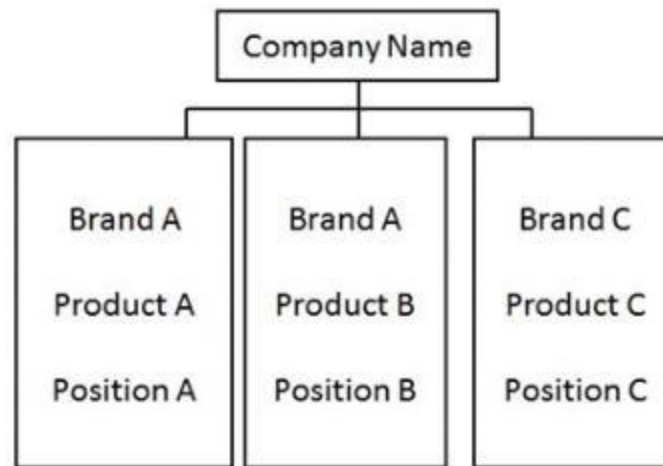 Company Name
Brand A
Product A
Position A
Brand A
Product B
Position B
Brand C
Product C
Position C